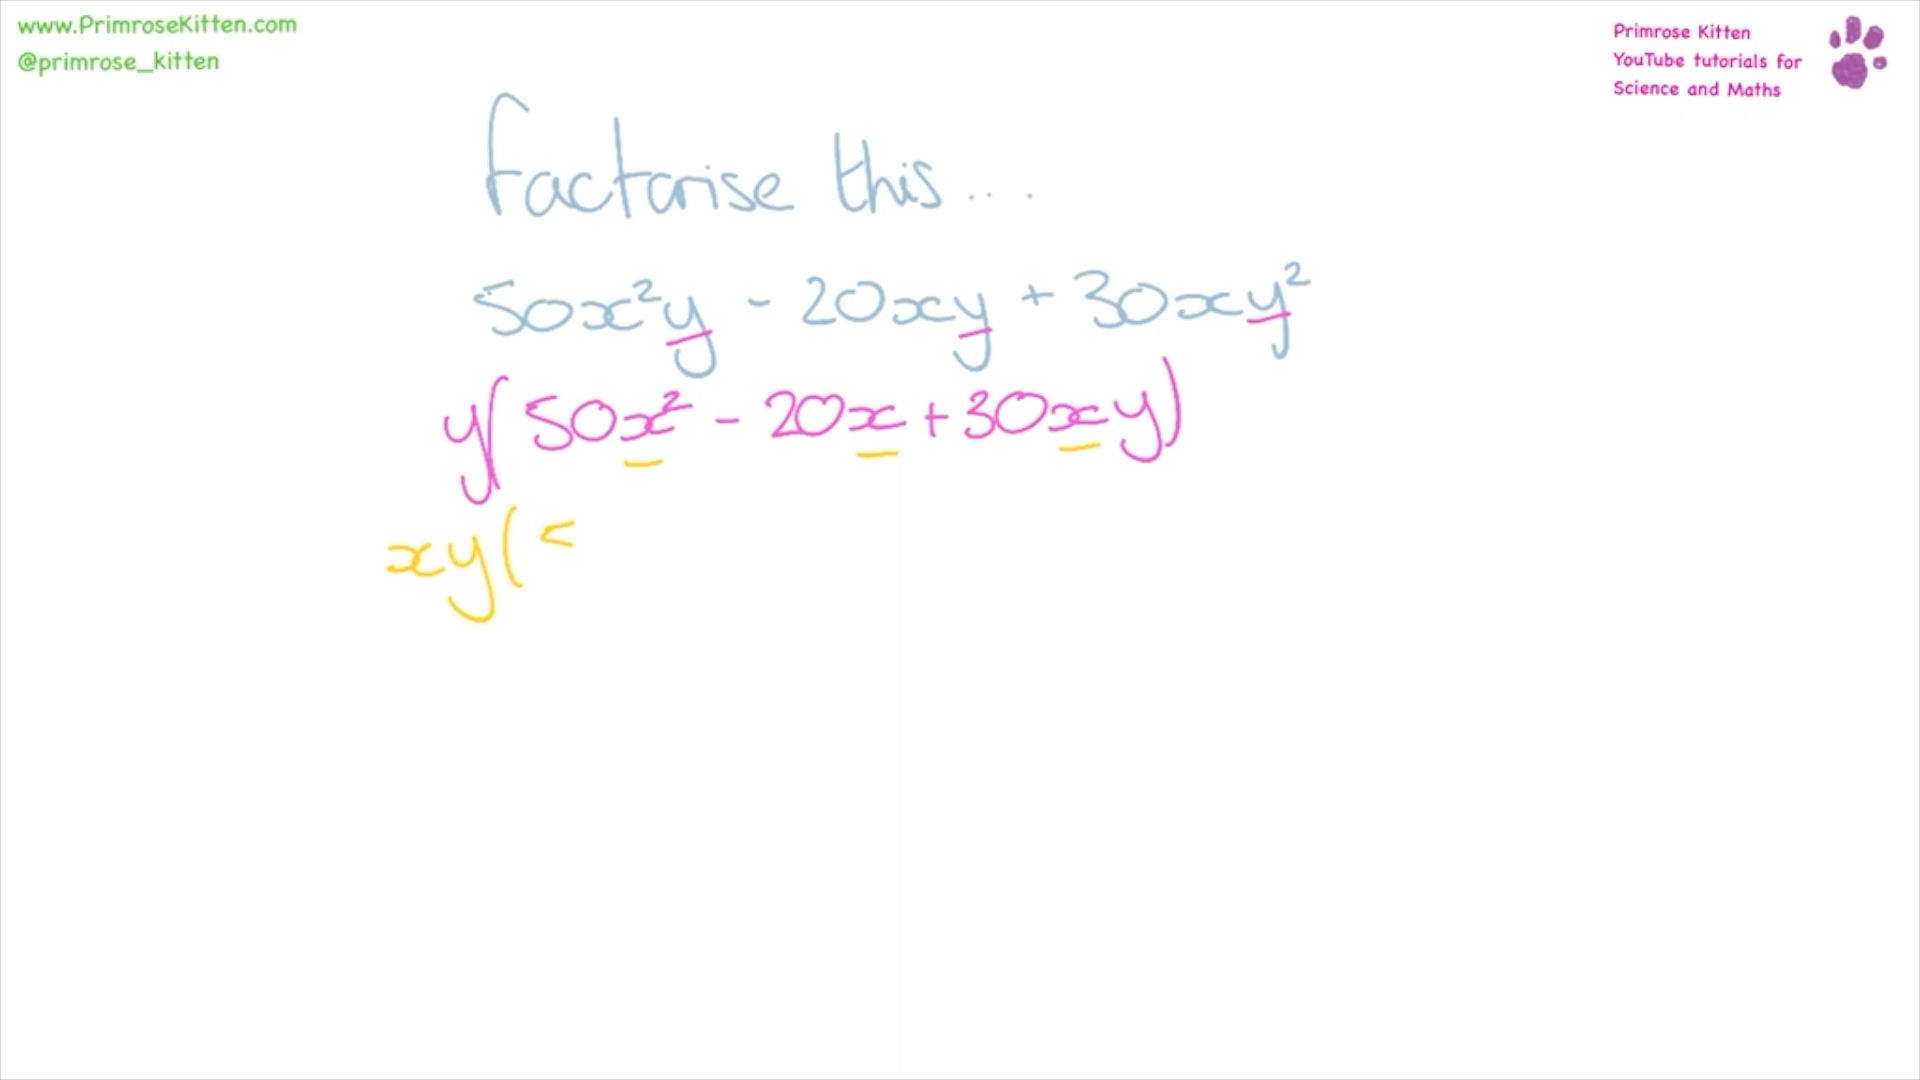 www.PrimroseKitten.com
@primrose_kitten
Primrose Kitten
YouTube tutorials for
Science and Maths
factorise this...
50x²y - 20xy + 30xy²
y(50x² - 20x + 30xy)
xy(